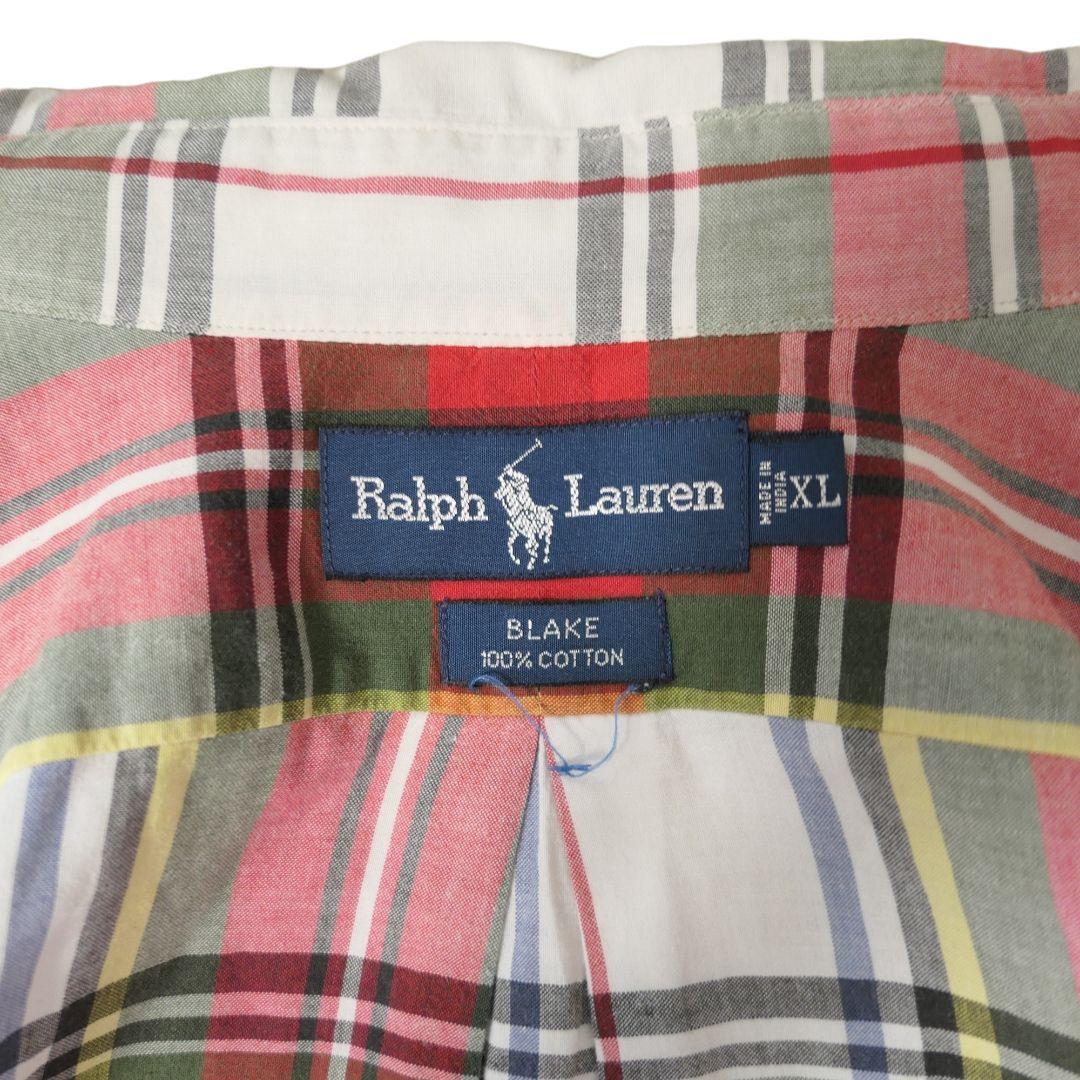 Ralph Lauren
MADE IN
INDIA
XL
BLAKE
100% COTTON